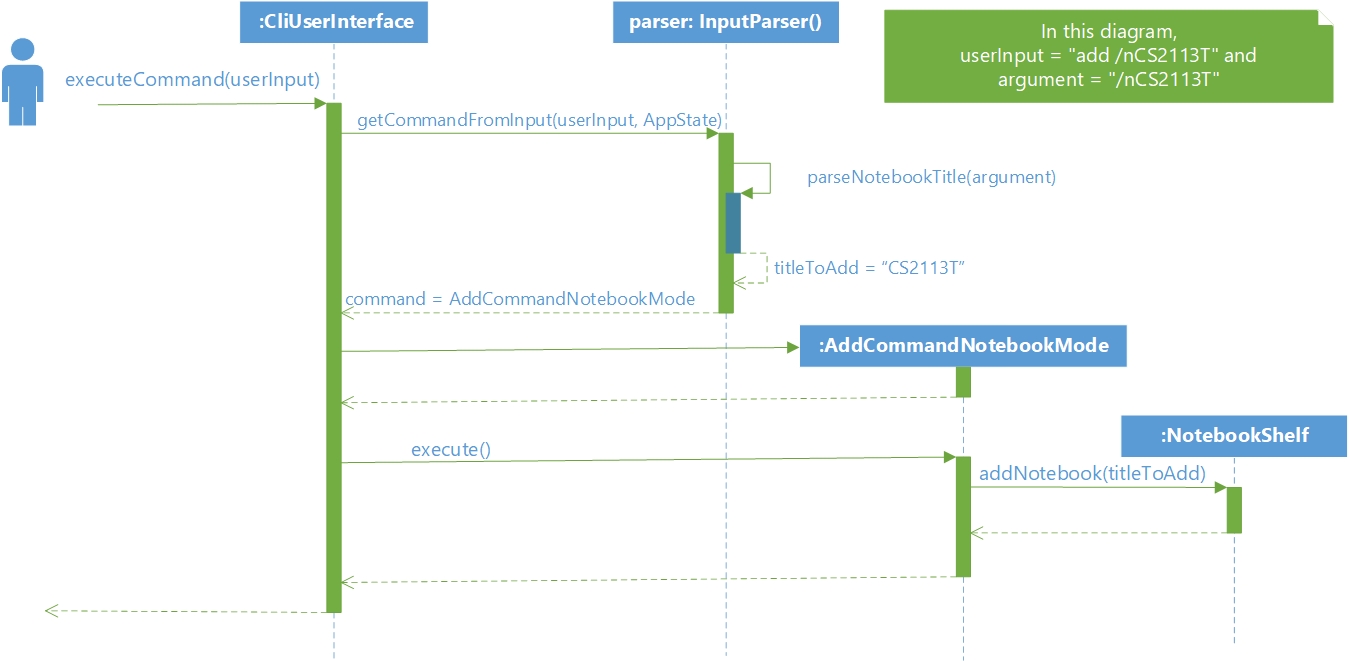 :CliUserInterface
parser: InputParser()
In this diagram,
userInput = "add /nCS2113T" and
argument = "/nCS2113T"
executeCommand(userInput)
getCommandFromInput(userInput, AppState)
parseNotebookTitle(argument)
titleToAdd = “CS2113T”
command = AddCommandNotebookMode
:AddCommandNotebookMode
:NotebookShelf
execute()
addNotebook(titleToAdd)